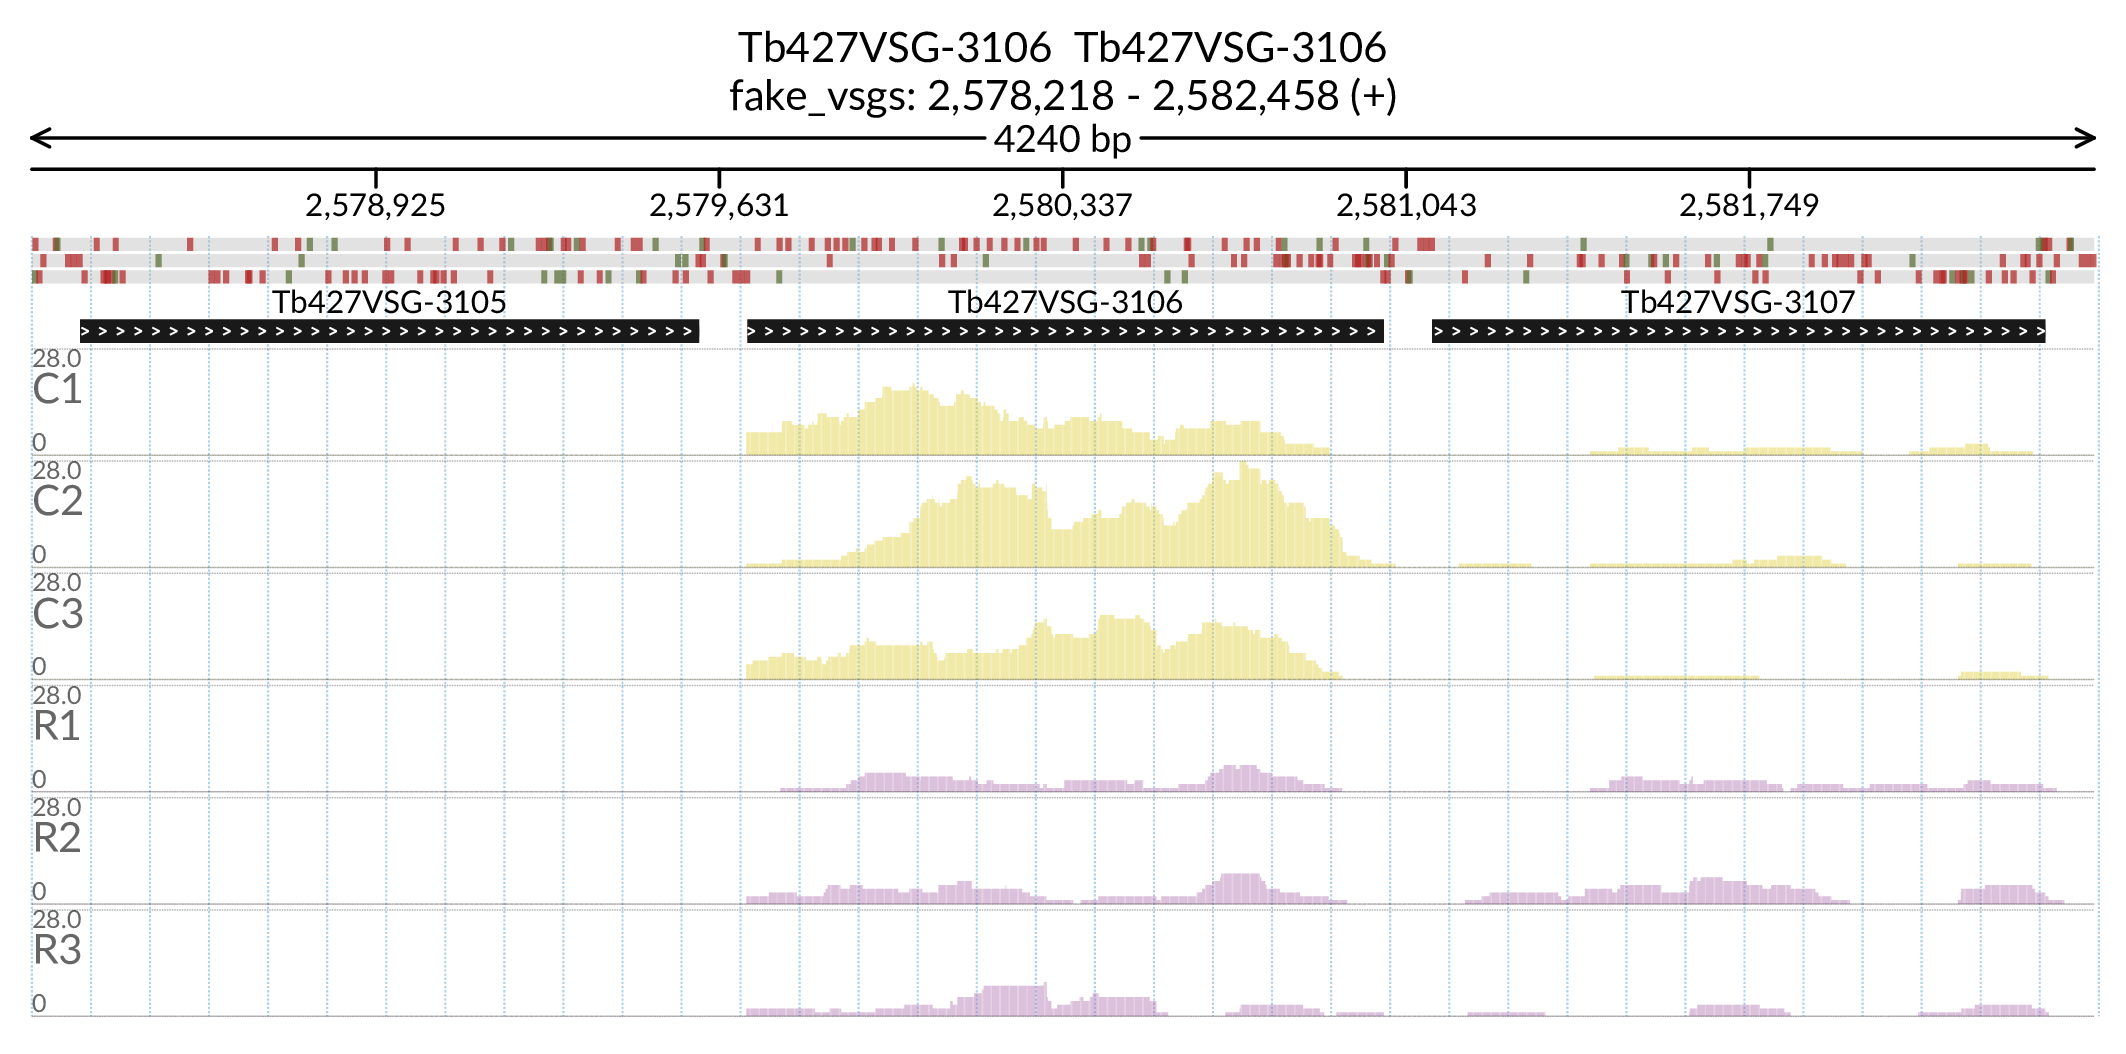 Tb427VSG-3106 Tb427VSG-3106
fake_vsgs: 2,578,218 - 2,582,458 (+)
4240 bp
2,578,925 2,579,631 2,580,337 2,581,043 2,581,749
Tb427VSG-3105 Tb427VSG-3106 Tb427VSG-3107
28.0
C1
0
28.0
C2
0
28.0
C3
0
28.0
R1
0
28.0
R2
0
28.0
R3
0